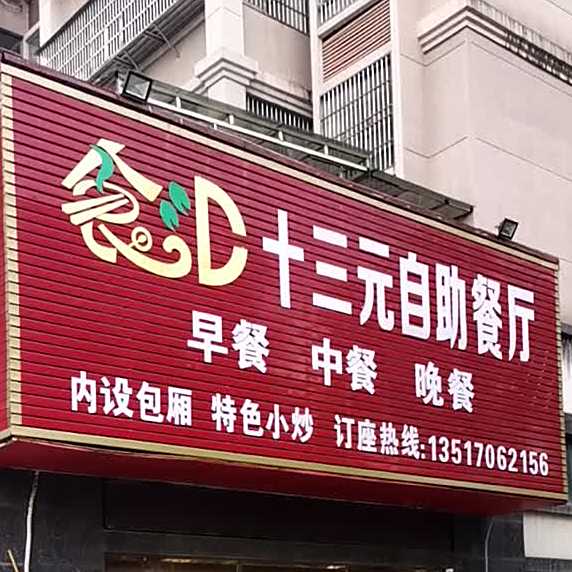 十三元自助餐厅
早餐 中餐 晚餐
内设包厢 特色小炒 订座热线:13517062156